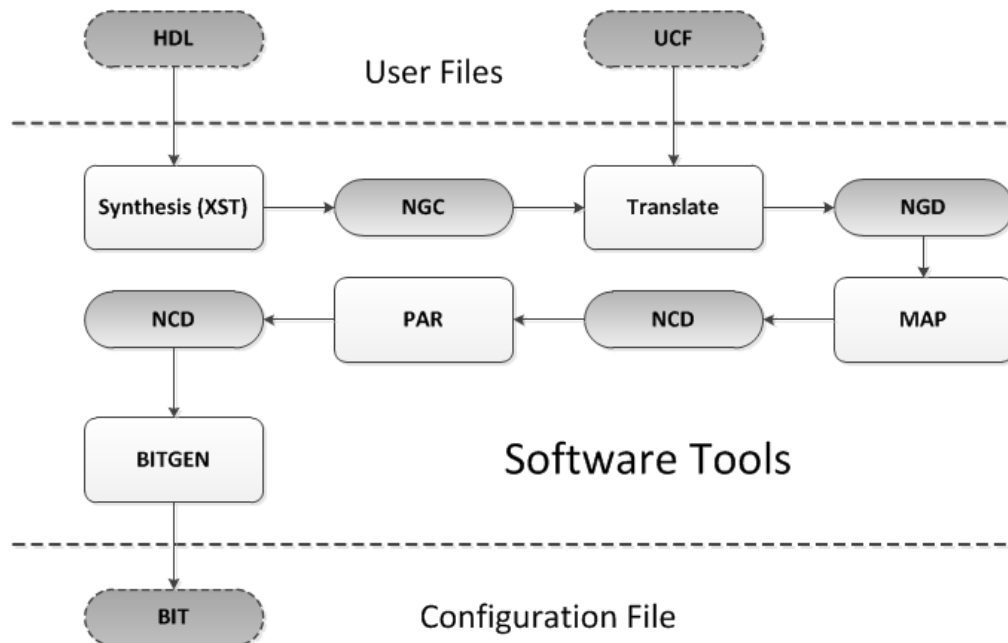 HDL
UCF
User Files
Synthesis (XST)
NGC
Translate
NGD
NCD
PAR
NCD
MAP
BITGEN
Software Tools
BIT
Configuration File